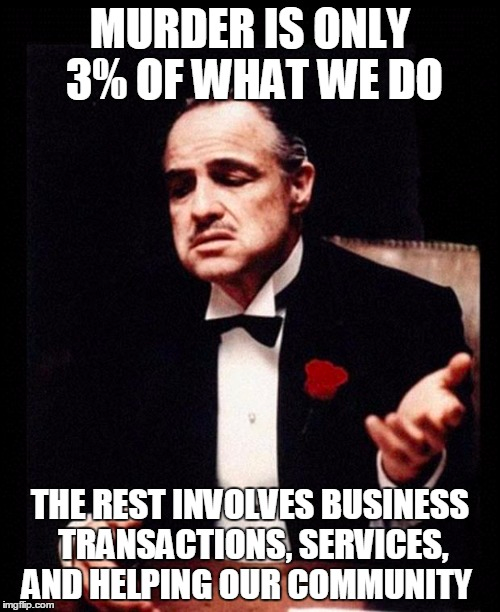 MURDER IS ONLY
3% OF WHAT WE DO
THE REST INVOLVES BUSINESS
TRANSACTIONS, SERVICES,
AND HELPING OUR COMMUNITY
imgflip.com